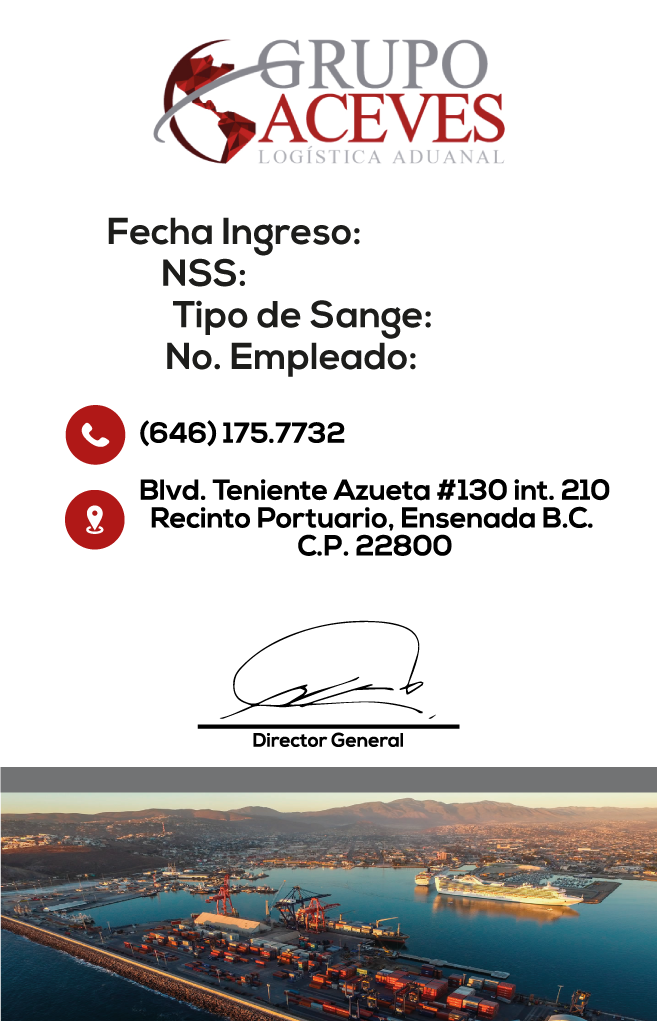 GRUPO
ACEVES
LOGÍSTICA ADUANAL
Fecha Ingreso:
NSS:
Tipo de Sange:
No. Empleado:
(646) 175.7732
Blvd. Teniente Azueta #130 int. 210
Recinto Portuario, Ensenada B.C.
C.P. 22800
Director General